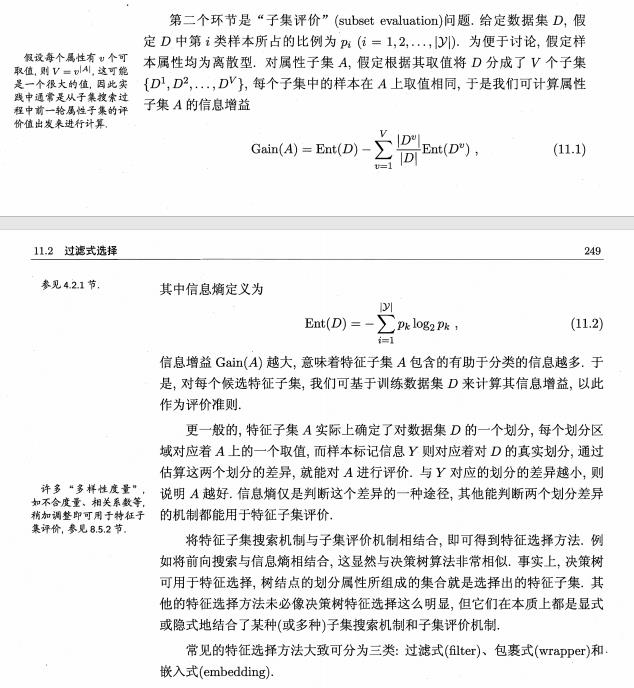 第二个环节是“子集评价”(subset evaluation)问题. 给定数据集 D, 假
定 D 中第 i 类样本所占的比例为 pᵢ (i = 1, 2, . . . , |𝒴|). 为便于讨论, 假定样
本属性均为离散型. 对属性子集 A, 假定根据其取值将 D 分成了 V 个子集
{D¹, D², . . . , Dⱽ}, 每个子集中的样本在 A 上取值相同, 于是我们可计算属性
子集 A 的信息增益
假设每个属性有 v 个可
取值, 则 V = v^|A|, 这可能
是一个很大的值, 因此实
践中通常是从子集搜索过
程中前一轮属性子集的评
价值出发来进行计算.
Gain(A) = Ent(D) − ∑_{v=1}^{V} |Dᵛ|/|D| Ent(Dᵛ) , (11.1)
11.2 过滤式选择 249
参见 4.2.1 节.
其中信息熵定义为
Ent(D) = − ∑_{i=1}^{|𝒴|} pₖ log₂ pₖ , (11.2)
信息增益 Gain(A) 越大, 意味着特征子集 A 包含的有助于分类的信息越多. 于
是, 对每个候选特征子集, 我们可基于训练数据集 D 来计算其信息增益, 以此
作为评价准则.
更一般的, 特征子集 A 实际上确定了对数据集 D 的一个划分, 每个划分区
域对应着 A 上的一个取值, 而样本标记信息 Y 则对应着对 D 的真实划分, 通过
估算这两个划分的差异, 就能对 A 进行评价. 与 Y 对应的划分的差异越小, 则
说明 A 越好. 信息熵仅是判断这个差异的一种途径, 其他能判断两个划分差异
的机制都能用于特征子集评价.
许多“多样性度量”,
如不合度量、相关系数等,
稍加调整即可用于特征子
集评价, 参见 8.5.2 节.
将特征子集搜索机制与子集评价机制相结合, 即可得到特征选择方法. 例
如将前向搜索与信息熵相结合, 这显然与决策树算法非常相似. 事实上, 决策树
可用于特征选择, 树结点的划分属性所组成的集合就是选择出的特征子集. 其
他的特征选择方法未必像决策树特征选择这么明显, 但它们在本质上都是显式
或隐式地结合了某种(或多种)子集搜索机制和子集评价机制.
常见的特征选择方法大致可分为三类: 过滤式(filter)、包裹式(wrapper)和
嵌入式(embedding).